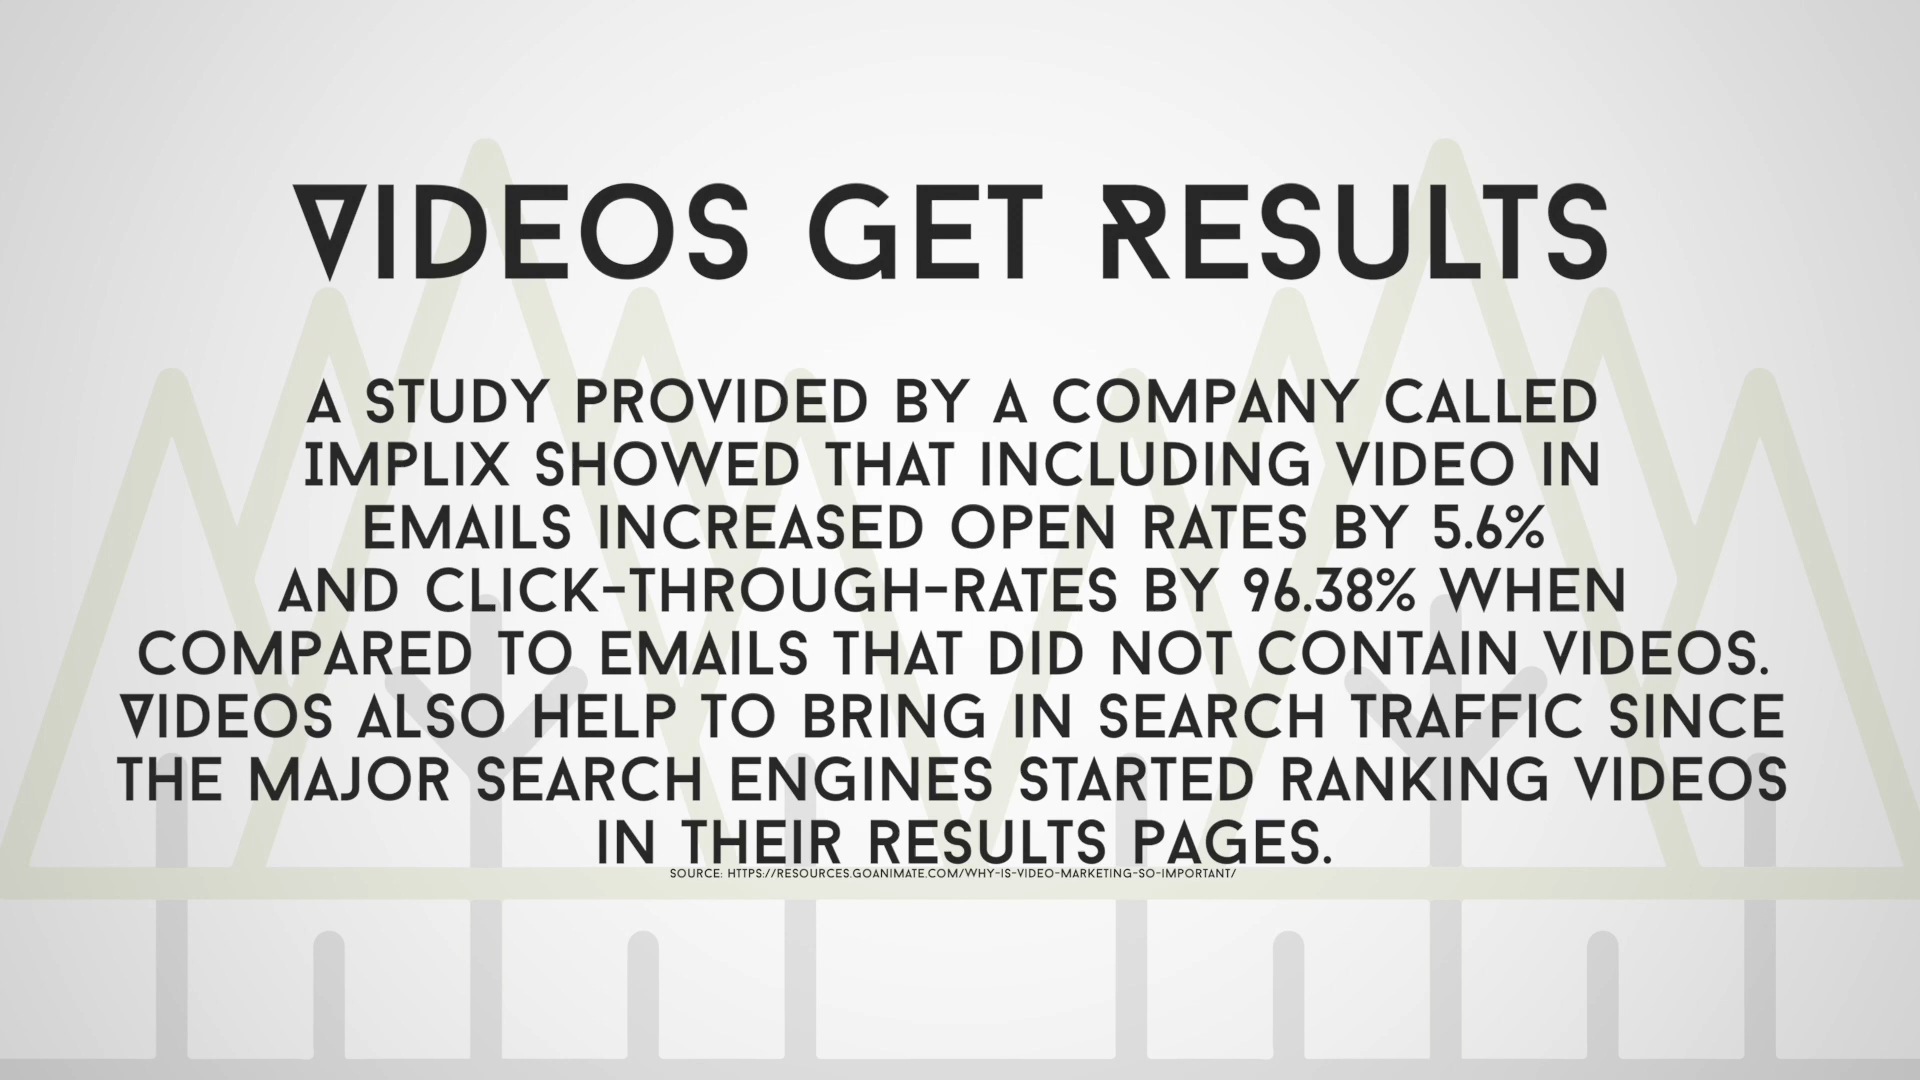 VIDEOS GET RESULTS
A STUDY PROVIDED BY A COMPANY CALLED
IMPLIX SHOWED THAT INCLUDING VIDEO IN
EMAILS INCREASED OPEN RATES BY 5.6%
AND CLICK-THROUGH-RATES BY 96.38% WHEN
COMPARED TO EMAILS THAT DID NOT CONTAIN VIDEOS.
VIDEOS ALSO HELP TO BRING IN SEARCH TRAFFIC SINCE
THE MAJOR SEARCH ENGINES STARTED RANKING VIDEOS
IN THEIR RESULTS PAGES.
SOURCE: HTTPS://RESOURCES.GOANIMATE.COM/WHY-IS-VIDEO-MARKETING-SO-IMPORTANT/